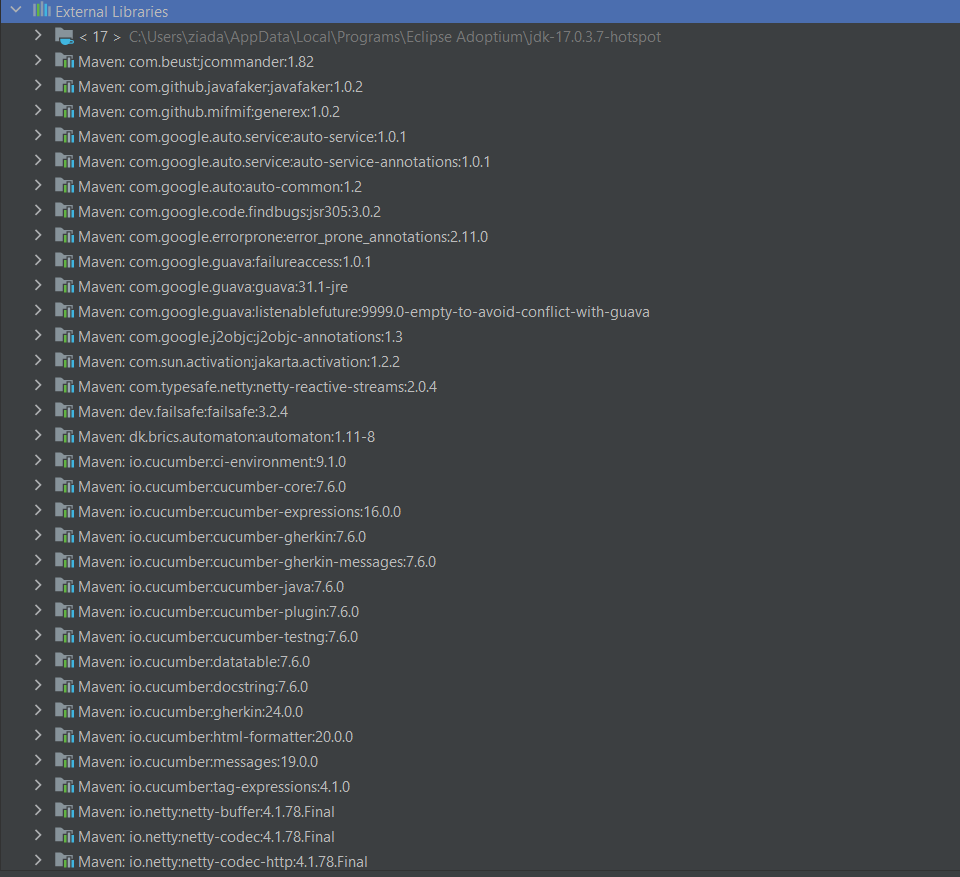 External Libraries
< 17 > C:\Users\ziada\AppData\Local\Programs\Eclipse Adoptium\jdk-17.0.3.7-hotspot
Maven: com.beust:jcommander:1.82
Maven: com.github.javafaker:javafaker:1.0.2
Maven: com.github.mifmif:generex:1.0.2
Maven: com.google.auto.service:auto-service:1.0.1
Maven: com.google.auto.service:auto-service-annotations:1.0.1
Maven: com.google.auto:auto-common:1.2
Maven: com.google.code.findbugs:jsr305:3.0.2
Maven: com.google.errorprone:error_prone_annotations:2.11.0
Maven: com.google.guava:failureaccess:1.0.1
Maven: com.google.guava:guava:31.1-jre
Maven: com.google.guava:listenablefuture:9999.0-empty-to-avoid-conflict-with-guava
Maven: com.google.j2objc:j2objc-annotations:1.3
Maven: com.sun.activation:jakarta.activation:1.2.2
Maven: com.typesafe.netty:netty-reactive-streams:2.0.4
Maven: dev.failsafe:failsafe:3.2.4
Maven: dk.brics.automaton:automaton:1.11-8
Maven: io.cucumber:ci-environment:9.1.0
Maven: io.cucumber:cucumber-core:7.6.0
Maven: io.cucumber:cucumber-expressions:16.0.0
Maven: io.cucumber:cucumber-gherkin:7.6.0
Maven: io.cucumber:cucumber-gherkin-messages:7.6.0
Maven: io.cucumber:cucumber-java:7.6.0
Maven: io.cucumber:cucumber-plugin:7.6.0
Maven: io.cucumber:cucumber-testng:7.6.0
Maven: io.cucumber:datatable:7.6.0
Maven: io.cucumber:docstring:7.6.0
Maven: io.cucumber:gherkin:24.0.0
Maven: io.cucumber:html-formatter:20.0.0
Maven: io.cucumber:messages:19.0.0
Maven: io.cucumber:tag-expressions:4.1.0
Maven: io.netty:netty-buffer:4.1.78.Final
Maven: io.netty:netty-codec:4.1.78.Final
Maven: io.netty:netty-codec-http:4.1.78.Final